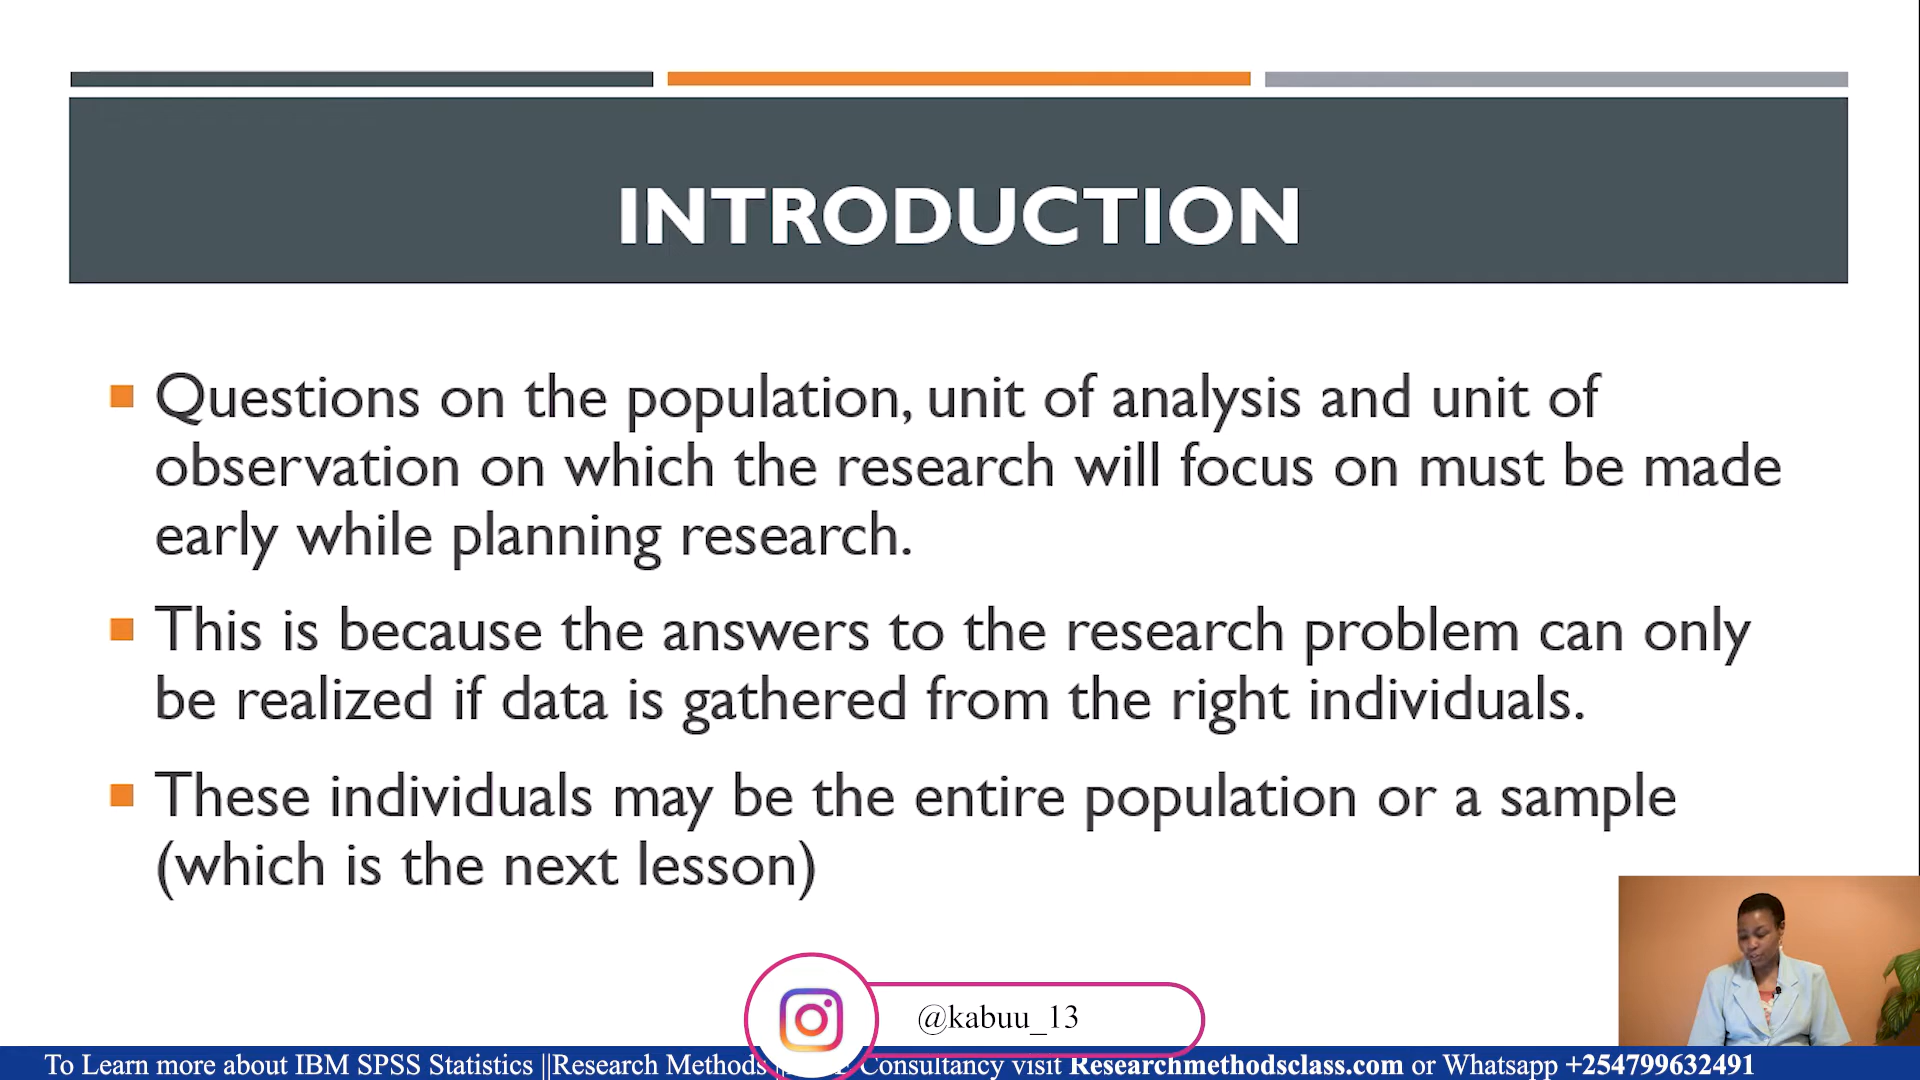 INTRODUCTION
Questions on the population, unit of analysis and unit of
observation on which the research will focus on must be made
early while planning research.
This is because the answers to the research problem can only
be realized if data is gathered from the right individuals.
These individuals may be the entire population or a sample
(which is the next lesson)
@kabuu_13
To Learn more about IBM SPSS Statistics ||Research Methods Consultancy visit Researchmethodsclass.com or Whatsapp +254799632491